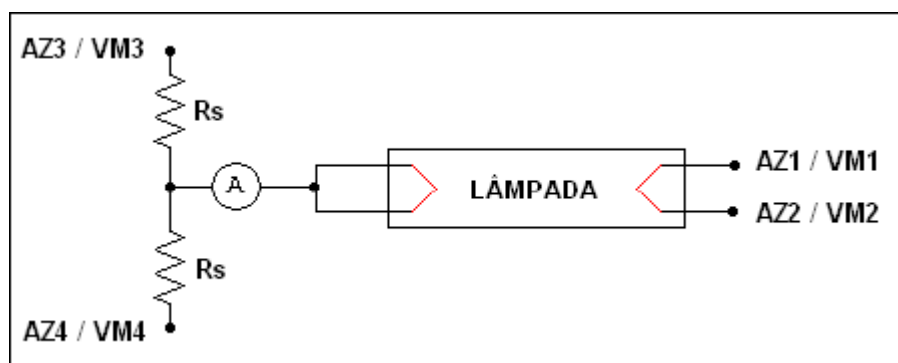 AZ3 / VM3
Rs
A
LÂMPADA
AZ1 / VM1
AZ2 / VM2
Rs
AZ4 / VM4